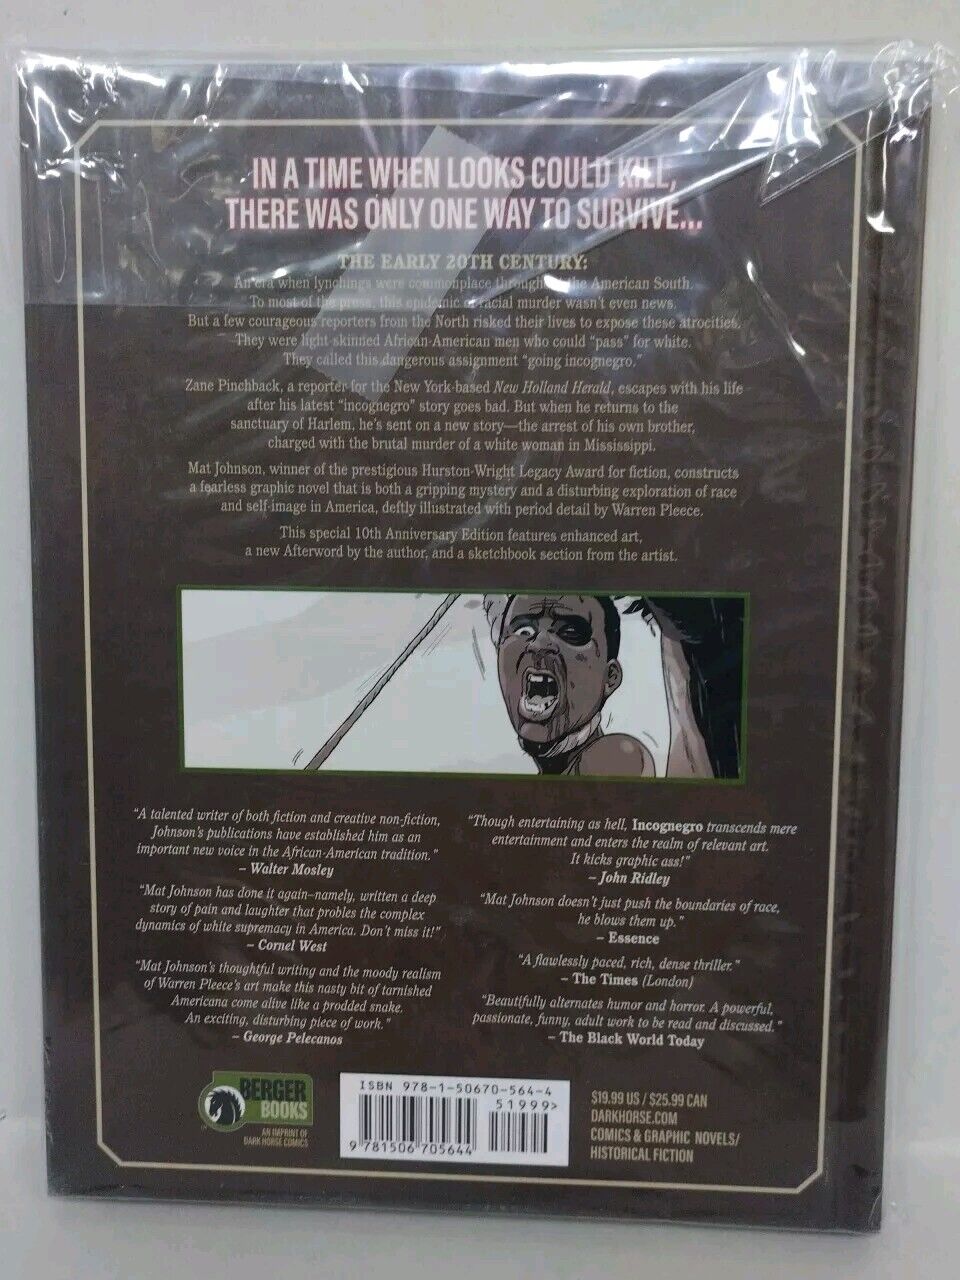 IN A TIME WHEN LOOKS COULD KILL,
THERE WAS ONLY ONE WAY TO SURVIVE...
THE EARLY 20TH CENTURY:
An era when lynchings were commonplace throughout the American South.
To most of the press, this epidemic of racial murder wasn't even news.
But a few courageous reporters from the North risked their lives to expose these atrocities.
They were light-skinned African-American men who could "pass" for white.
They called this dangerous assignment "going incognegro."
Zane Pinchback, a reporter for the New York-based New Holland Herald, escapes with his life
after his latest "incognegro" story goes bad. But when he returns to the
sanctuary of Harlem, he's sent on a new story—the arrest of his own brother,
charged with the brutal murder of a white woman in Mississippi.
Mat Johnson, winner of the prestigious Hurston-Wright Legacy Award for fiction, constructs
a fearless graphic novel that is both a gripping mystery and a disturbing exploration of race
and self-image in America, deftly illustrated with period detail by Warren Pleece.
This special 10th Anniversary Edition features enhanced art,
a new Afterword by the author, and a sketchbook section from the artist.
"A talented writer of both fiction and creative non-fiction,
Johnson's publications have established him as an
important new voice in the African-American tradition."
– Walter Mosley
"Mat Johnson has done it again–namely, written a deep
story of pain and laughter that probles the complex
dynamics of white supremacy in America. Don't miss it!"
– Cornel West
"Mat Johnson's thoughtful writing and the moody realism
of Warren Pleece's art make this nasty bit of tarnished
Americana come alive like a prodded snake.
An exciting, disturbing piece of work."
– George Pelecanos
"Though entertaining as hell, Incognegro transcends mere
entertainment and enters the realm of relevant art.
It kicks graphic ass!"
– John Ridley
"Mat Johnson doesn't just push the boundaries of race,
he blows them up."
– Essence
"A flawlessly paced, rich, dense thriller."
– The Times (London)
"Beautifully alternates humor and horror. A powerful,
passionate, funny, adult work to be read and discussed."
– The Black World Today
BERGER
BOOKS
AN IMPRINT OF
DARK HORSE COMICS
ISBN 978-1-50670-564-4
51999>
9 781506 705644
$19.99 US / $25.99 CAN
DARKHORSE.COM
COMICS & GRAPHIC NOVELS/
HISTORICAL FICTION